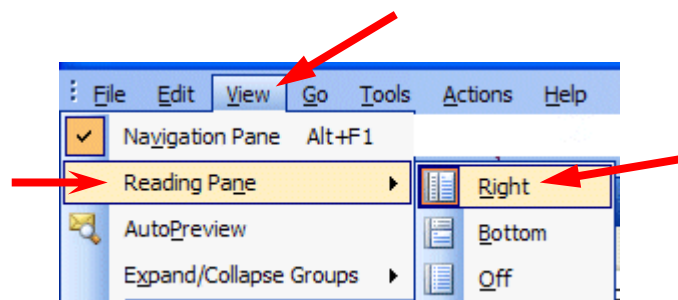 File Edit View Go Tools Actions Help
Navigation Pane Alt+F1
Reading Pane Right
AutoPreview Bottom
Expand/Collapse Groups Off